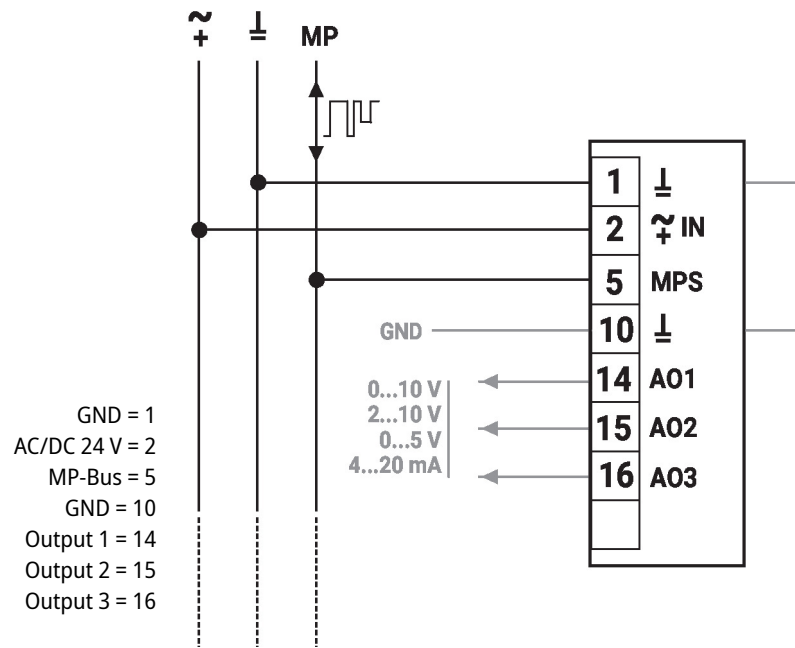 MP
1
2 IN
5 MPS
GND 10
0...10 V 14 AO1
2...10 V 15 AO2
0...5 V
4...20 mA 16 AO3
GND = 1
AC/DC 24 V = 2
MP-Bus = 5
GND = 10
Output 1 = 14
Output 2 = 15
Output 3 = 16